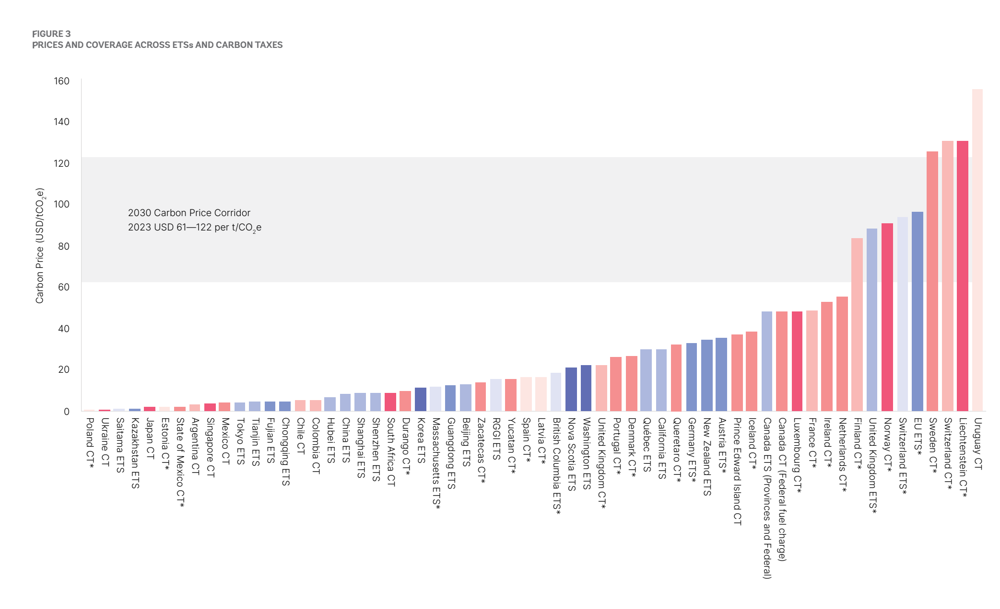 FIGURE 3
PRICES AND COVERAGE ACROSS ETSs AND CARBON TAXES
Carbon Price (USD/tCO₂e)
160
140
120
100
80
60
40
20
0
2030 Carbon Price Corridor
2023 USD 61—122 per t/CO₂e
Poland CT*
Ukraine CT
Saitama ETS
Kazakhstan ETS
Japan CT
Estonia CT*
State of Mexico CT*
Argentina CT
Singapore CT
Mexico CT
Tokyo ETS
Tianjin ETS
Fujian ETS
Chongqing ETS
Chile CT
Colombia CT
Hubei ETS
China ETS
Shanghai ETS
Shenzhen ETS
South Africa CT
Durango CT*
Korea ETS
Massachusetts ETS*
Guangdong ETS
Beijing ETS
Zacatecas CT*
RGGI ETS
Yucatan CT*
Spain CT*
Latvia CT*
British Columbia ETS*
Nova Scotia ETS
Washington ETS
United Kingdom CT*
Portugal CT*
Denmark CT*
Québec ETS
California ETS
Queretaro CT*
Germany ETS*
New Zealand ETS
Austria ETS*
Prince Edward Island CT
Iceland CT*
Canada ETS (Provinces and Federal)
Canada CT (Federal fuel charge)
Luxembourg CT*
France CT*
Ireland CT*
Netherlands CT*
Finland CT*
United Kingdom ETS*
Norway CT*
Switzerland ETS*
EU ETS*
Sweden CT*
Switzerland CT*
Liechtenstein CT*
Uruguay CT